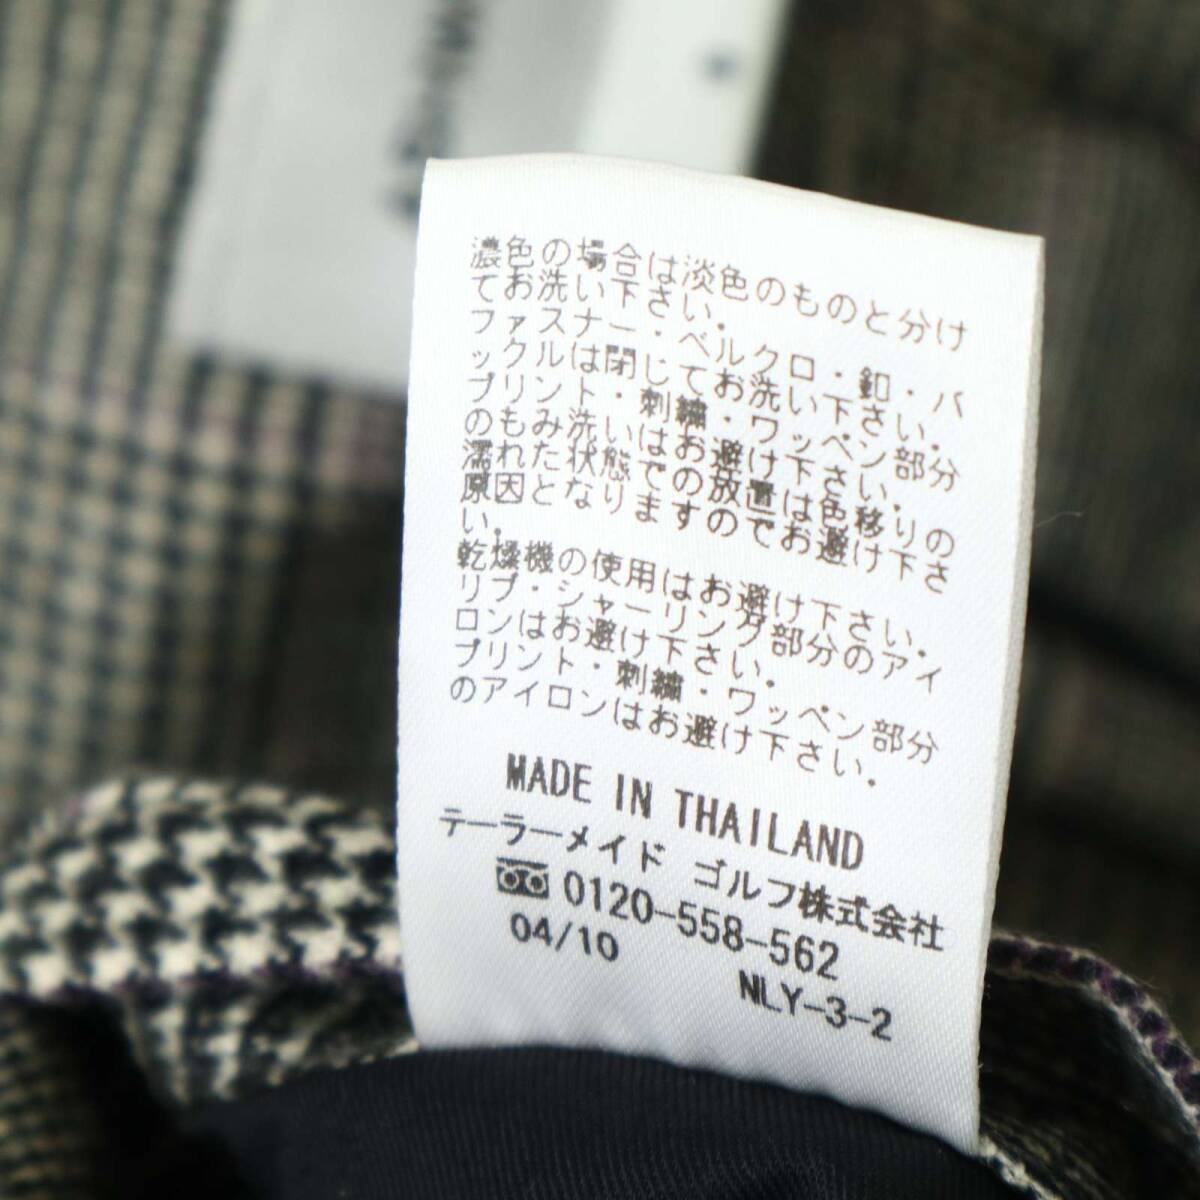 濃色の場合は淡色のものと分け
てお洗い下さい．
ファスナー・ベルクロ・釦・バ
ックルは閉じてお洗い下さい．
プリント・刺繍・ワッペン部分
のもみ洗いはお避け下さい．
濡れた状態での放置は色移りの
原因となりますのでお避け下さ
い．
乾燥機の使用はお避け下さい．
リブ・シャーリング部分のアイ
ロンはお避け下さい．
プリント・刺繍・ワッペン部分
のアイロンはお避け下さい．
MADE IN THAILAND
テーラーメイド ゴルフ株式会社
0120-558-562
04/10 NLY-3-2